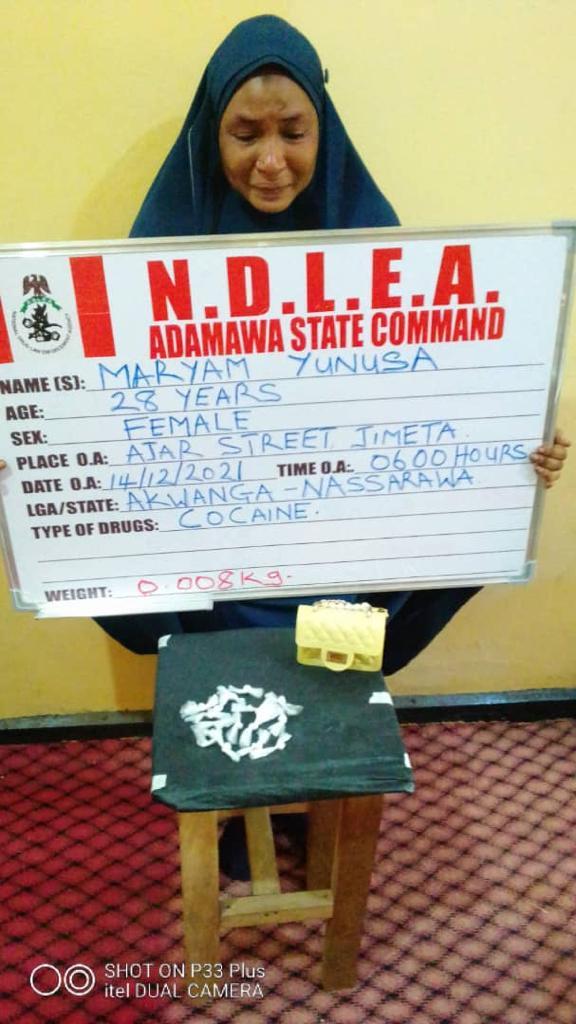 N.D.L.E.A.
ADAMAWA STATE COMMAND
NAME (S): MARYAM YUNUSA
AGE: 28 YEARS
SEX: FEMALE
PLACE O.A: AJAR STREET JIMETA.
DATE O.A: 14/12/2021 TIME O.A: 0600 HOURS
LGA/STATE: AKWANGA - NASSARAWA
TYPE OF DRUGS: COCAINE.
WEIGHT: 0.008Kg.
SHOT ON P33 Plus
itel DUAL CAMERA